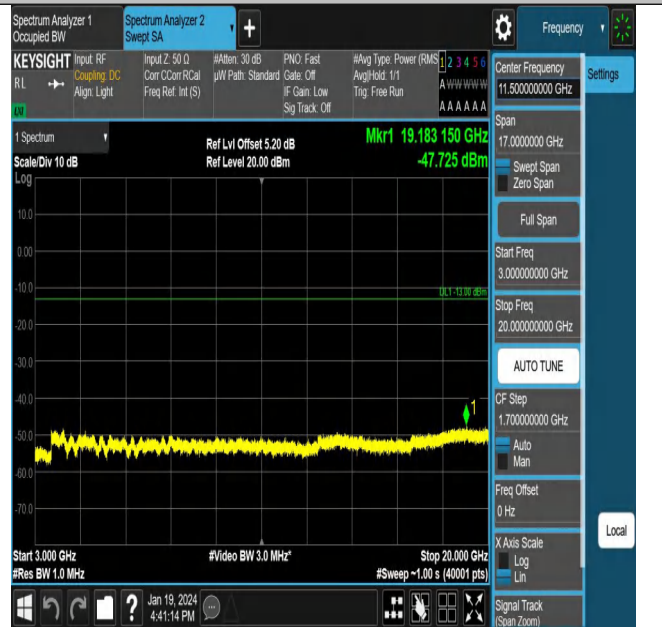 Spectrum Analyzer 1
Occupied BW
Spectrum Analyzer 2
Swept SA
+
Frequency
KEYSIGHT
RL
Input: RF
Coupling: DC
Align: Light
Input Z: 50 Ω
Corr CCorr RCal
Freq Ref: Int (S)
#Atten: 30 dB
µW Path: Standard
PNO: Fast
Gate: Off
IF Gain: Low
Sig Track: Off
#Avg Type: Power (RMS
Avg|Hold: 1/1
Trig: Free Run
1 2 3 4 5 6
A W W W W W
A A A A A A
1 Spectrum
Scale/Div 10 dB
Log
Ref Lvl Offset 5.20 dB
Ref Level 20.00 dBm
Mkr1 19.183 150 GHz
-47.725 dBm
10.0
0.00
-10.0
DL1 -13.00 dBm
-20.0
-30.0
-40.0
1
-50.0
-60.0
-70.0
Start 3.000 GHz
#Res BW 1.0 MHz
#Video BW 3.0 MHz*
Stop 20.000 GHz
#Sweep ~1.00 s (40001 pts)
?
Jan 19, 2024
4:41:14 PM
Center Frequency
11.500000000 GHz
Settings
Span
17.0000000 GHz
Swept Span
Zero Span
Full Span
Start Freq
3.000000000 GHz
Stop Freq
20.000000000 GHz
AUTO TUNE
CF Step
1.700000000 GHz
Auto
Man
Freq Offset
0 Hz
Local
X Axis Scale
Log
Lin
Signal Track
(Span Zoom)